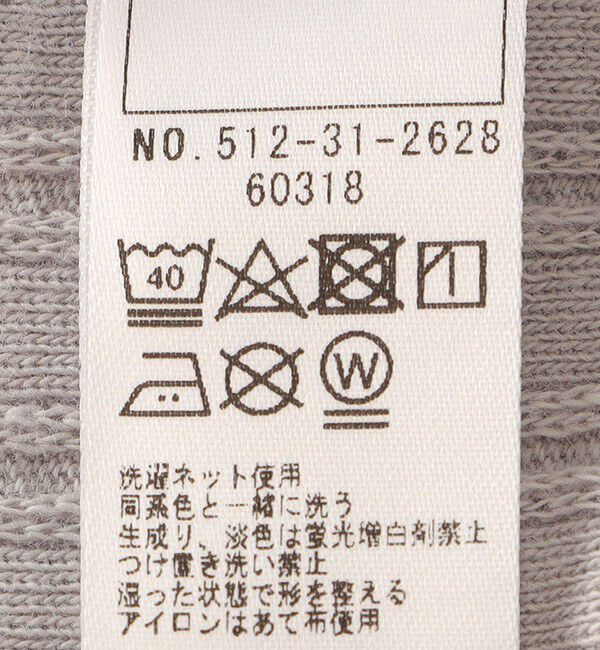 NO.512-31-2628
60318
40
W
洗濯ネット使用
同系色と一緒に洗う
生成り、淡色は蛍光増白剤禁止
つけ置き洗い禁止
湿った状態で形を整える
アイロンはあて布使用